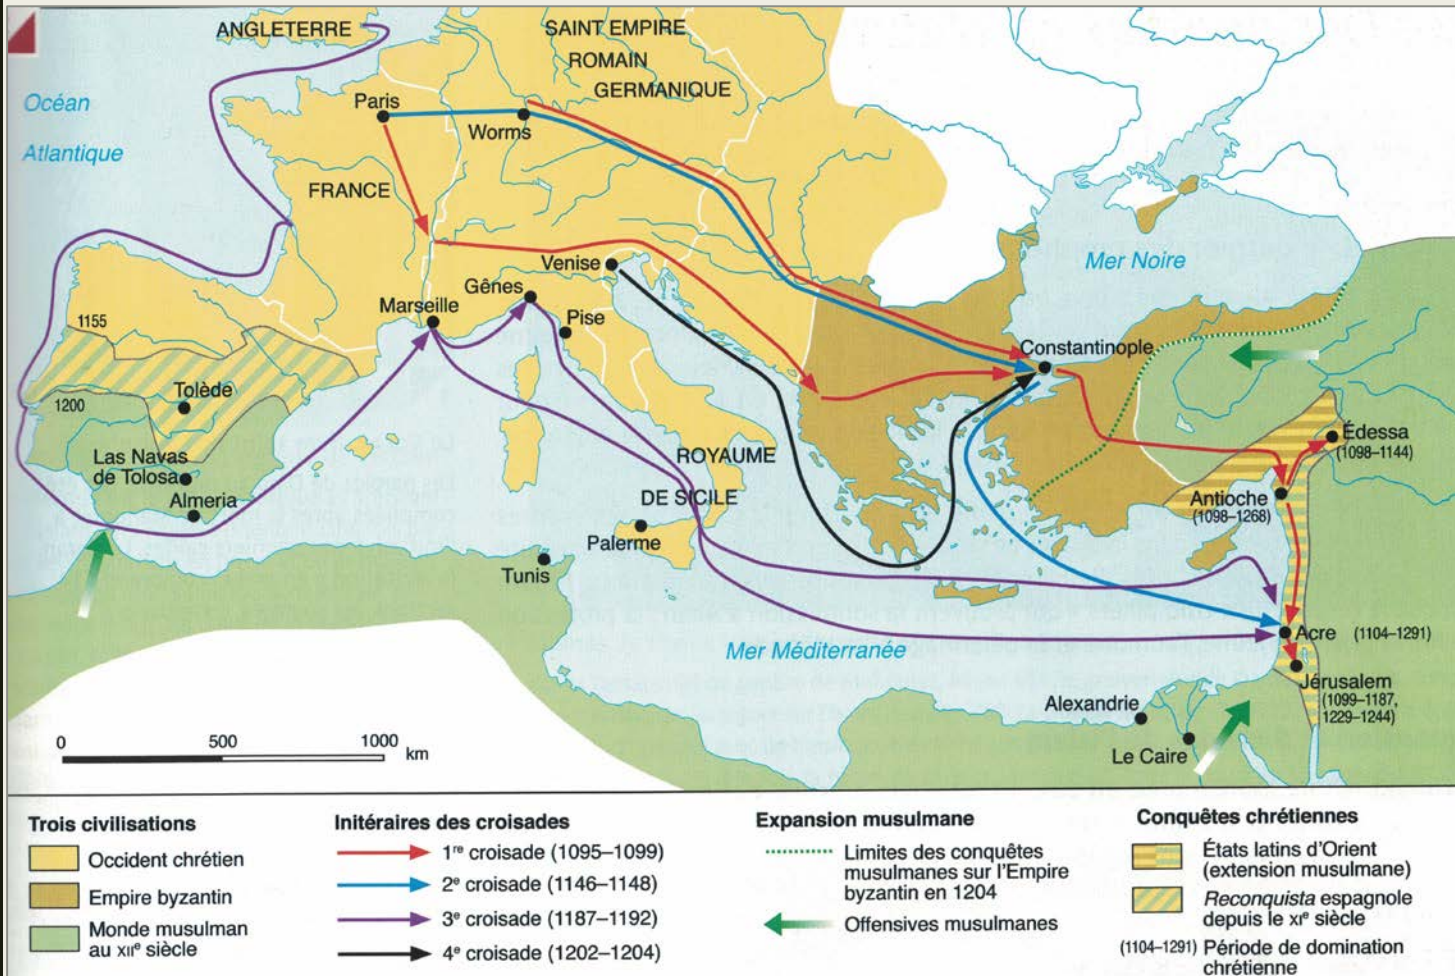 ANGLETERRE
SAINT EMPIRE
ROMAIN
GERMANIQUE
Océan
Atlantique
Paris
Worms
FRANCE
Venise
Gênes
Marseille
Pise
Mer Noire
1155
Constantinople
Tolède
1200
Las Navas
de Tolosa
Almeria
Édessa
(1098–1144)
ROYAUME
DE SICILE
Antioche
(1098–1268)
Palerme
Tunis
Acre (1104–1291)
Mer Méditerranée
Jérusalem
(1099–1187,
1229–1244)
Alexandrie
Le Caire
0 500 1000
km
Trois civilisations
Occident chrétien
Empire byzantin
Monde musulman
au XIIe siècle
Initéraires des croisades
1re croisade (1095–1099)
2e croisade (1146–1148)
3e croisade (1187–1192)
4e croisade (1202–1204)
Expansion musulmane
Limites des conquêtes
musulmanes sur l'Empire
byzantin en 1204
Offensives musulmanes
Conquêtes chrétiennes
États latins d'Orient
(extension musulmane)
Reconquista espagnole
depuis le XIe siècle
(1104–1291) Période de domination
chrétienne